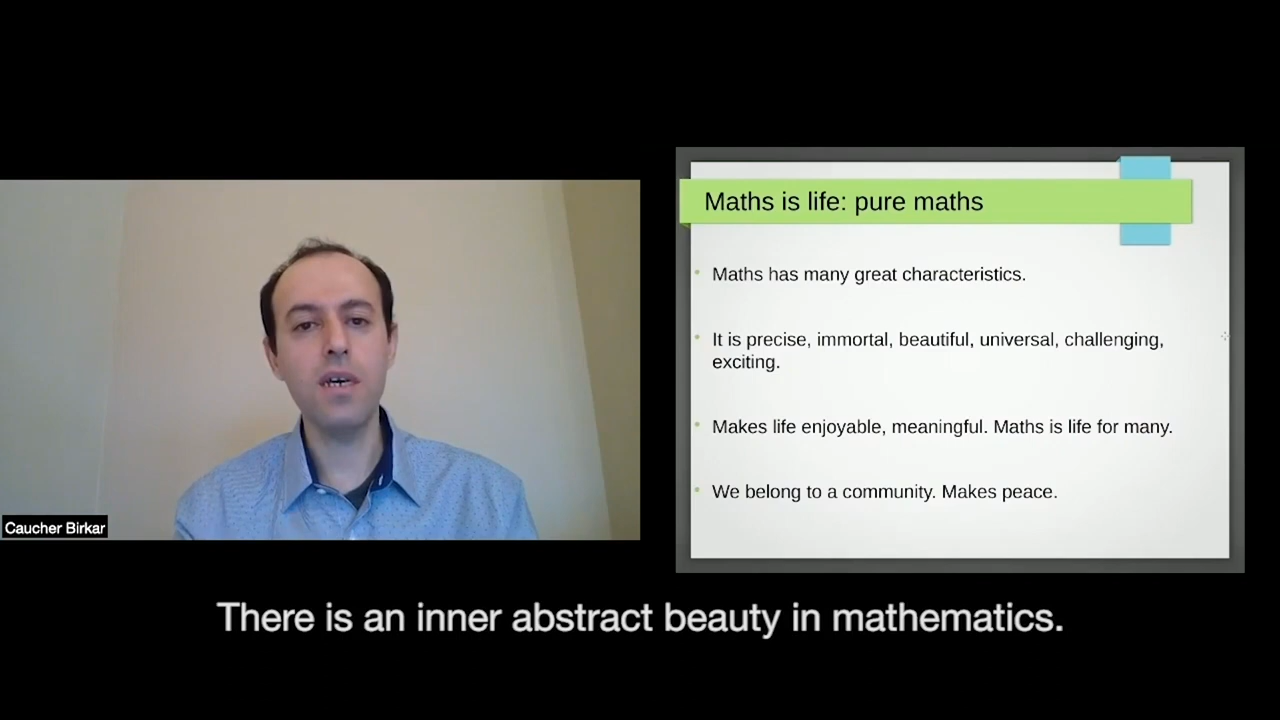 Maths is life: pure maths
Maths has many great characteristics.
It is precise, immortal, beautiful, universal, challenging,
exciting.
Makes life enjoyable, meaningful. Maths is life for many.
We belong to a community. Makes peace.
Caucher Birkar
There is an inner abstract beauty in mathematics.